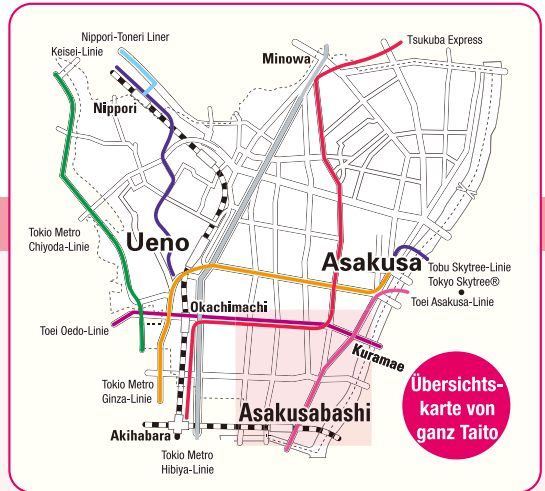 Nippori-Toneri Liner
Keisei-Linie
Tsukuba Express
Minowa
Nippori
Tokio Metro
Chiyoda-Linie
Ueno
Asakusa
Tobu Skytree-Linie
Tokyo Skytree®
Toei Asakusa-Linie
Okachimachi
Toei Oedo-Linie
Kuramae
Tokio Metro
Ginza-Linie
Asakusabashi
Akihabara
Tokio Metro
Hibiya-Linie
Übersichts-
karte von
ganz Taito